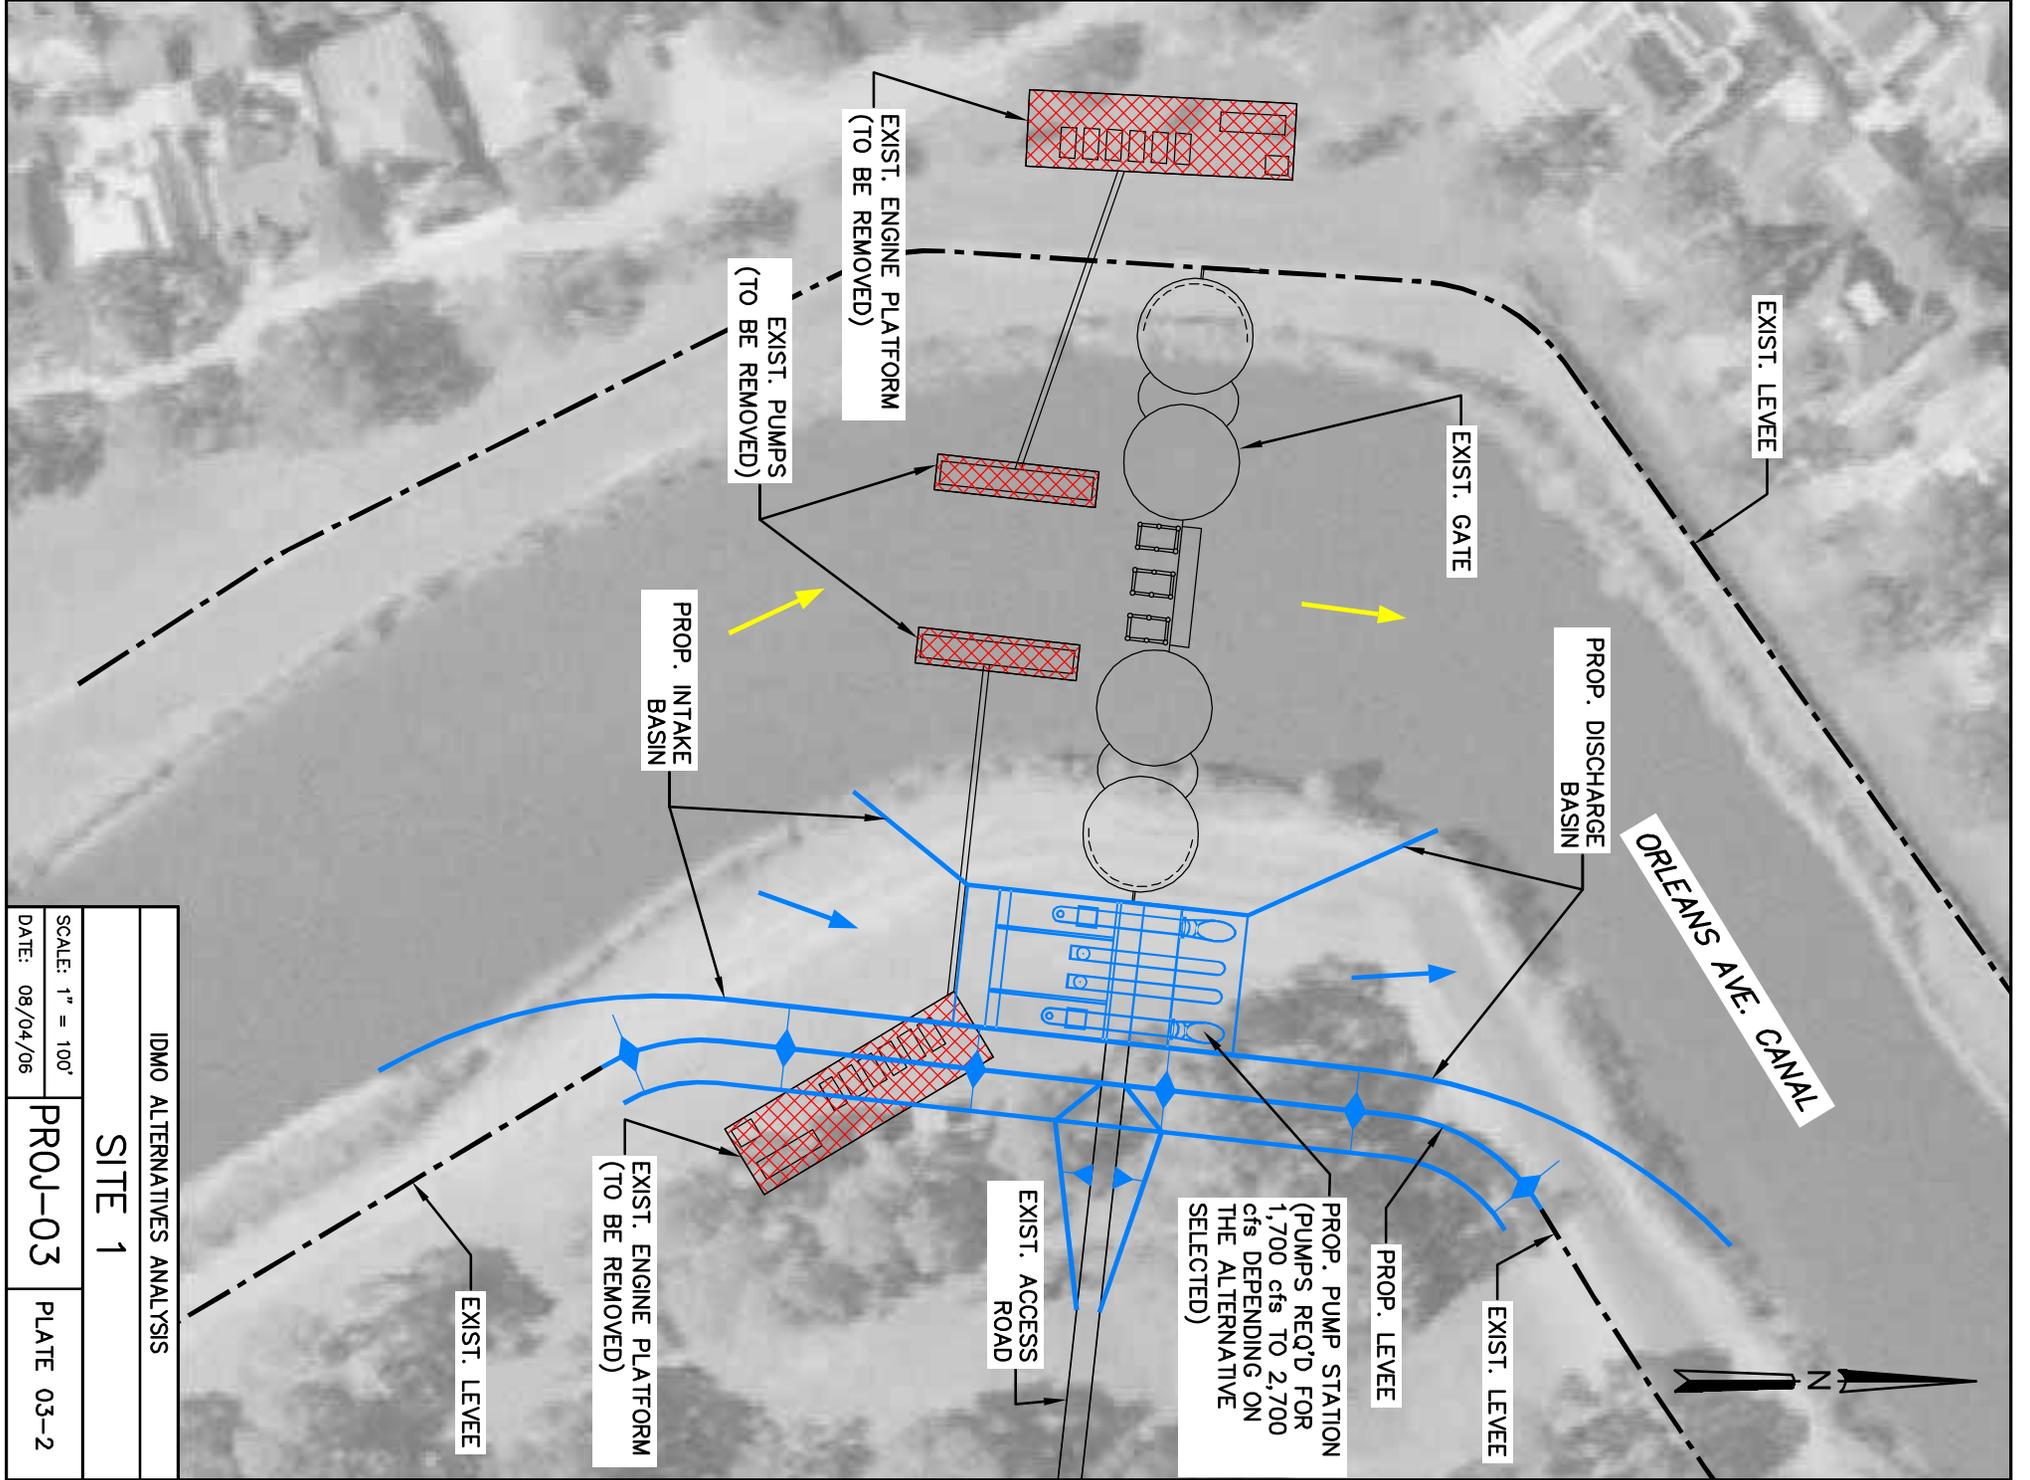 EXIST. LEVEE
ORLEANS AVE. CANAL
N
PROP. DISCHARGE
BASIN
EXIST. GATE
EXIST. LEVEE
PROP. LEVEE
PROP. PUMP STATION
(PUMPS REQ'D FOR
1,700 cfs TO 2,700
cfs DEPENDING ON
THE ALTERNATIVE
SELECTED)
EXIST. ENGINE PLATFORM
(TO BE REMOVED)
EXIST. PUMPS
(TO BE REMOVED)
EXIST. ACCESS
ROAD
PROP. INTAKE
BASIN
EXIST. ENGINE PLATFORM
(TO BE REMOVED)
EXIST. LEVEE
IDMO ALTERNATIVES ANALYSIS
SITE 1
SCALE: 1" = 100'
DATE: 08/04/06
PROJ-03
PLATE 03-2